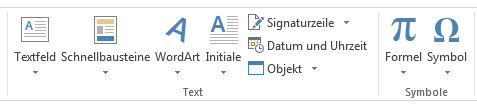 Textfeld
Schnellbausteine
WordArt
Initiale
Signaturzeile
Datum und Uhrzeit
Objekt
Text
Formel
Symbol
Symbole